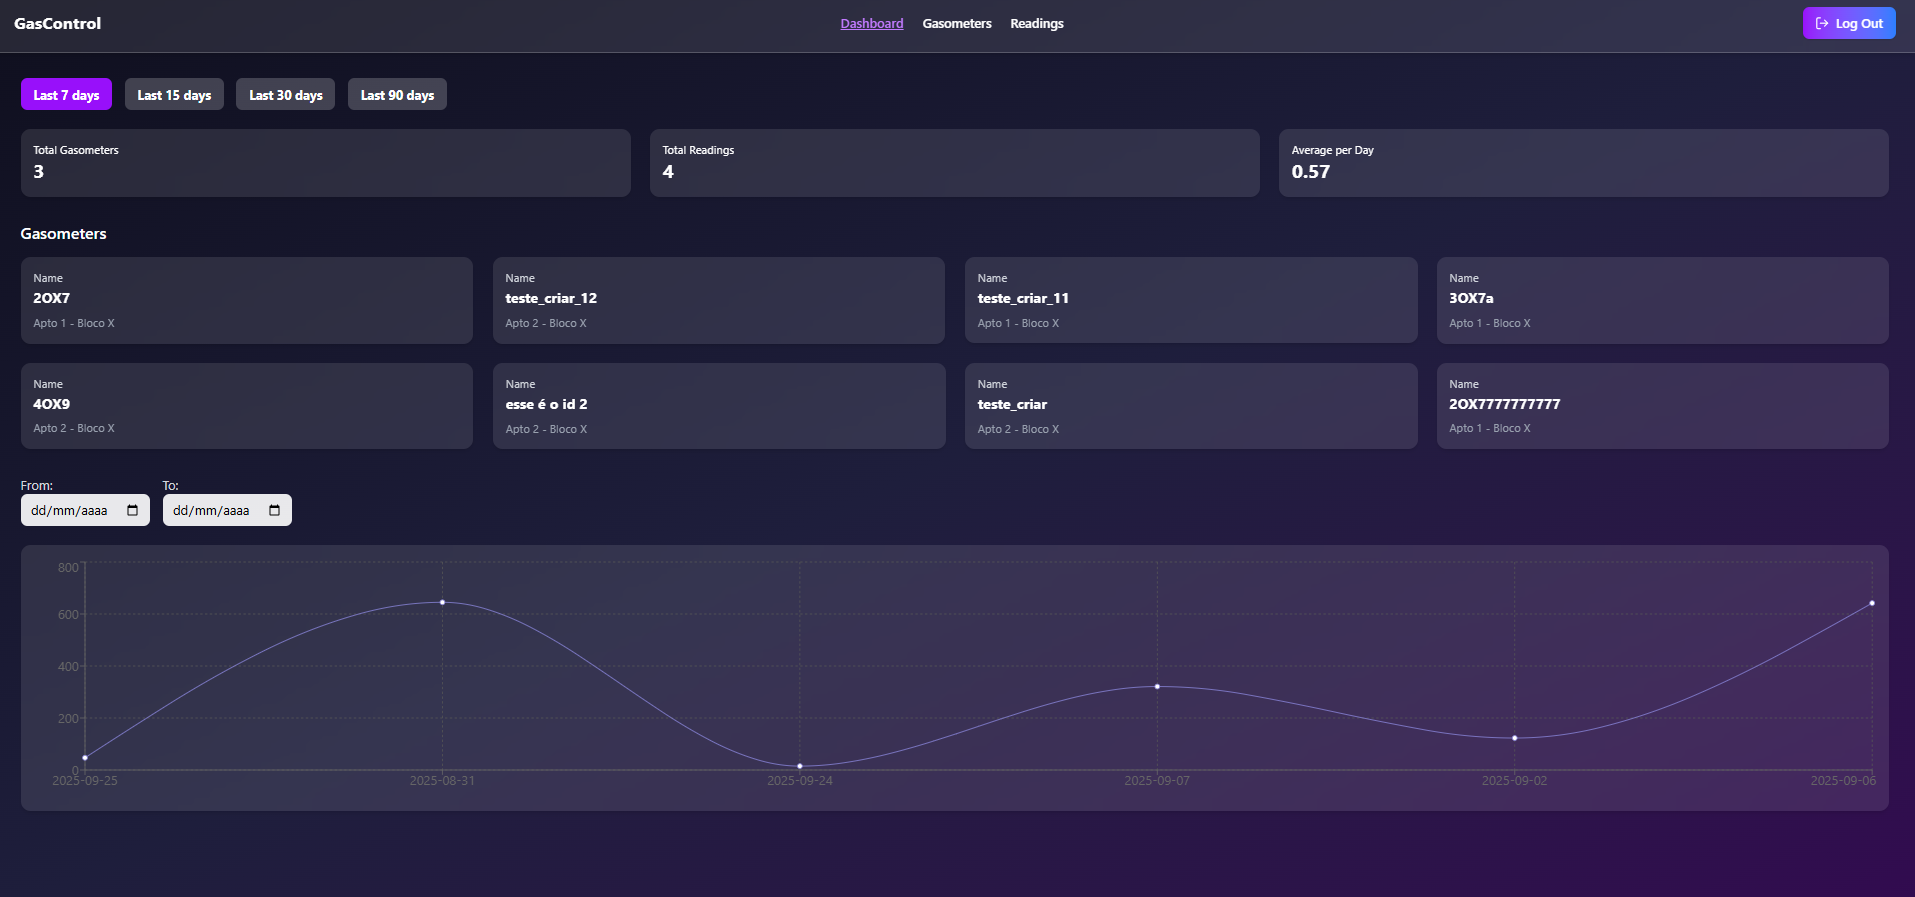 GasControl
Dashboard Gasometers Readings
Log Out
Last 7 days Last 15 days Last 30 days Last 90 days
Total Gasometers
3
Total Readings
4
Average per Day
0.57
Gasometers
Name
2OX7
Apto 1 - Bloco X
Name
teste_criar_12
Apto 2 - Bloco X
Name
teste_criar_11
Apto 1 - Bloco X
Name
3OX7a
Apto 1 - Bloco X
Name
4OX9
Apto 2 - Bloco X
Name
esse é o id 2
Apto 2 - Bloco X
Name
teste_criar
Apto 2 - Bloco X
Name
2OX7777777777
Apto 1 - Bloco X
From:
dd/mm/aaaa
To:
dd/mm/aaaa
800
600
400
200
0
2025-09-25 2025-08-31 2025-09-24 2025-09-07 2025-09-02 2025-09-06